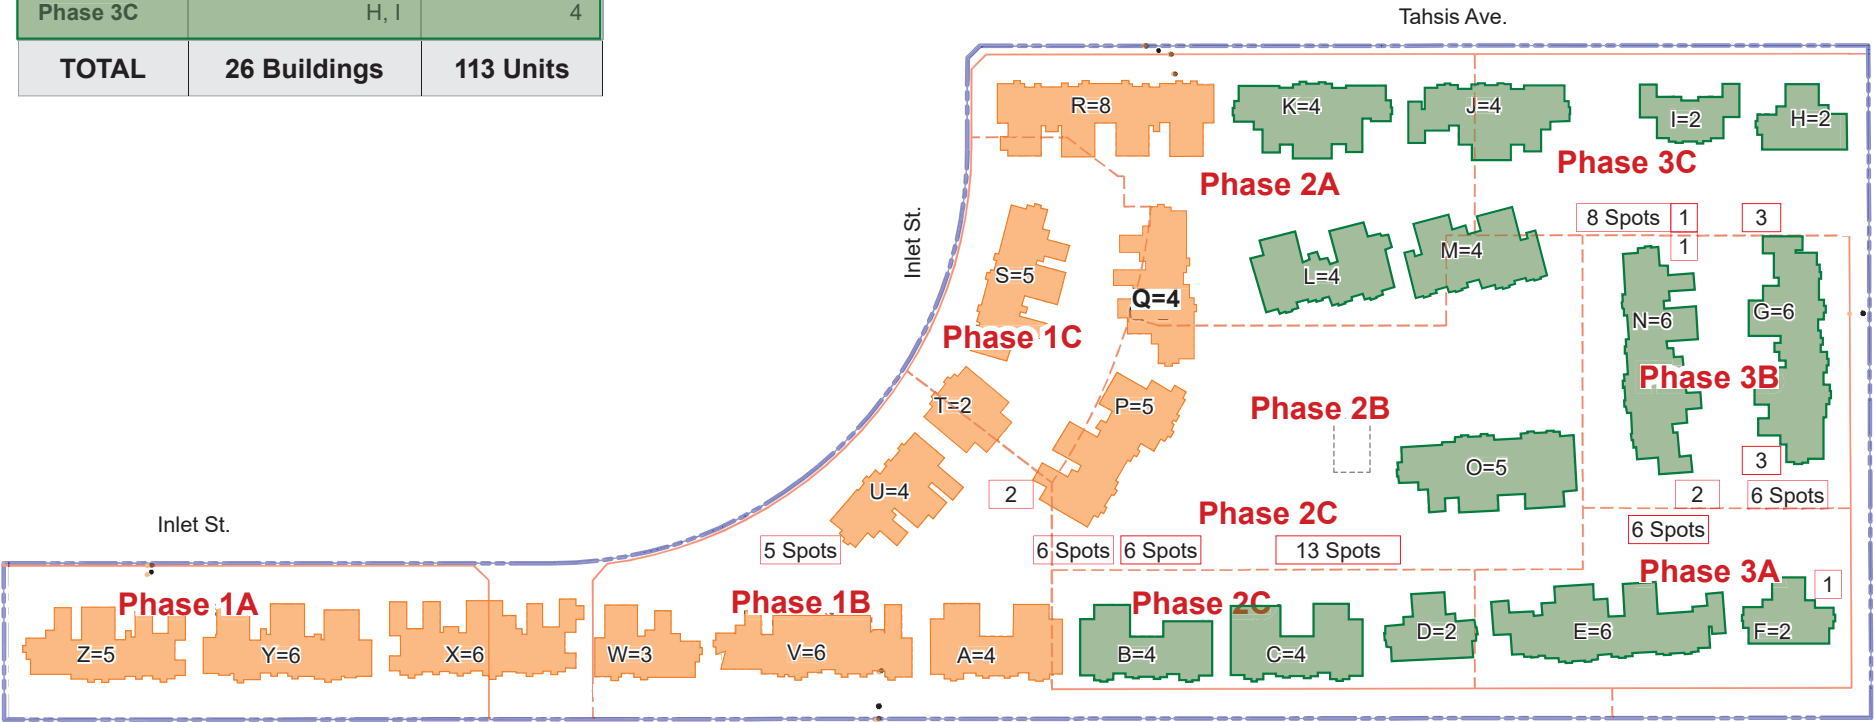 Phase 3C H, I 4
TOTAL 26 Buildings 113 Units
Tahsis Ave.
R=8
K=4
J=4
I=2
H=2
Phase 3C
Phase 2A
Inlet St.
8 Spots
1
3
1
S=5
Q=4
L=4
M=4
N=6
G=6
Phase 1C
Phase 3B
T=2
P=5
Phase 2B
U=4
2
O=5
3
2
6 Spots
Phase 2C
6 Spots
Inlet St.
5 Spots
6 Spots
6 Spots
13 Spots
Phase 3A
1
Phase 1A
Phase 1B
Phase 2C
Z=5
Y=6
X=6
W=3
V=6
A=4
B=4
C=4
D=2
E=6
F=2